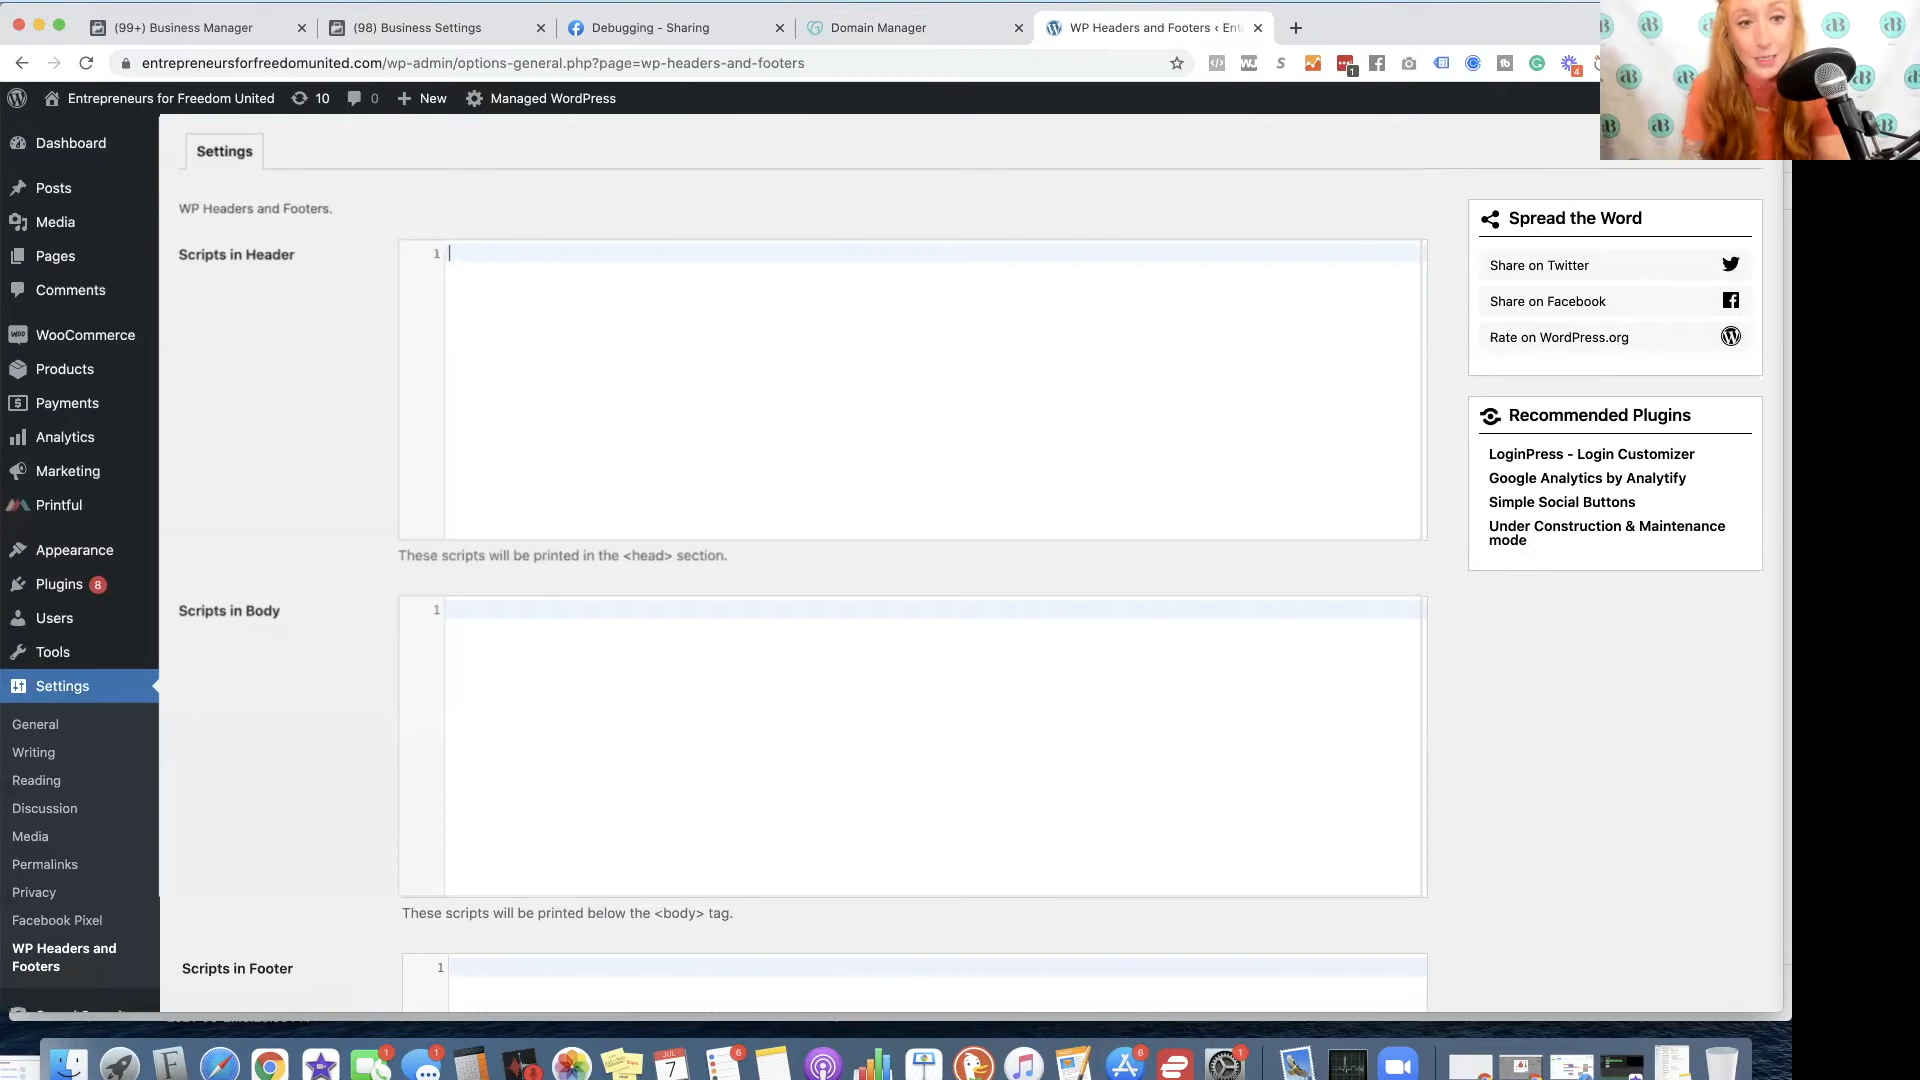 (99+) Business Manager
(98) Business Settings
Debugging - Sharing
Domain Manager
WP Headers and Footers ‹ Ent
entrepreneursforfreedomunited.com/wp-admin/options-general.php?page=wp-headers-and-footers
Entrepreneurs for Freedom United
10
0
New
Managed WordPress
Dashboard
Posts
Media
Pages
Comments
WooCommerce
Products
Payments
Analytics
Marketing
Printful
Appearance
Plugins 8
Users
Tools
Settings
General
Writing
Reading
Discussion
Media
Permalinks
Privacy
Facebook Pixel
WP Headers and
Footers
Settings
WP Headers and Footers.
Scripts in Header
1
These scripts will be printed in the <head> section.
Scripts in Body
1
These scripts will be printed below the <body> tag.
Scripts in Footer
1
Spread the Word
Share on Twitter
Share on Facebook
Rate on WordPress.org
Recommended Plugins
LoginPress - Login Customizer
Google Analytics by Analytify
Simple Social Buttons
Under Construction & Maintenance
mode
JUL
7